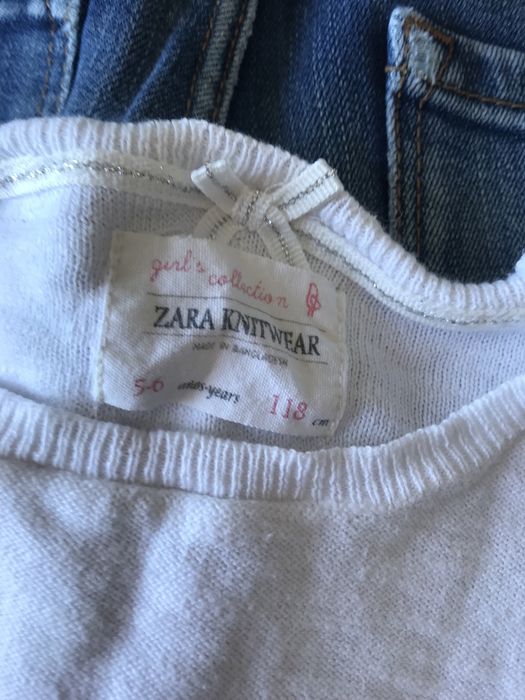 girl's collection
ZARA KNITWEAR
MADE IN BANGLADESH
5-6 años-years 118 cm